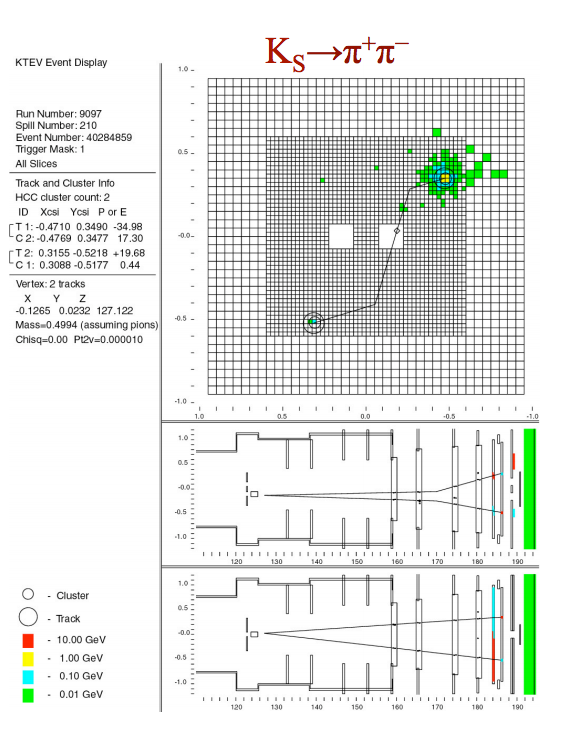 K_S→π⁺π⁻
KTEV Event Display
Run Number: 9097
Spill Number: 210
Event Number: 40284859
Trigger Mask: 1
All Slices
Track and Cluster Info
HCC cluster count: 2
ID Xcsi Ycsi P or E
T 1: -0.4710 0.3490 -34.98
C 2: -0.4769 0.3477 17.30
T 2: 0.3155 -0.5218 +19.68
C 1: 0.3088 -0.5177 0.44
Vertex: 2 tracks
X Y Z
-0.1265 0.0232 127.122
Mass=0.4994 (assuming pions)
Chisq=0.00 Pt2v=0.000010
- Cluster
- Track
- 10.00 GeV
- 1.00 GeV
- 0.10 GeV
- 0.01 GeV
1.0
0.5
-0.0
-0.5
-1.0
1.0 0.5 0.0 -0.5 -1.0
1.0
0.5
-0.0
-0.5
-1.0
120 130 140 150 160 170 180 190
1.0
0.5
-0.0
-0.5
-1.0
120 130 140 150 160 170 180 190